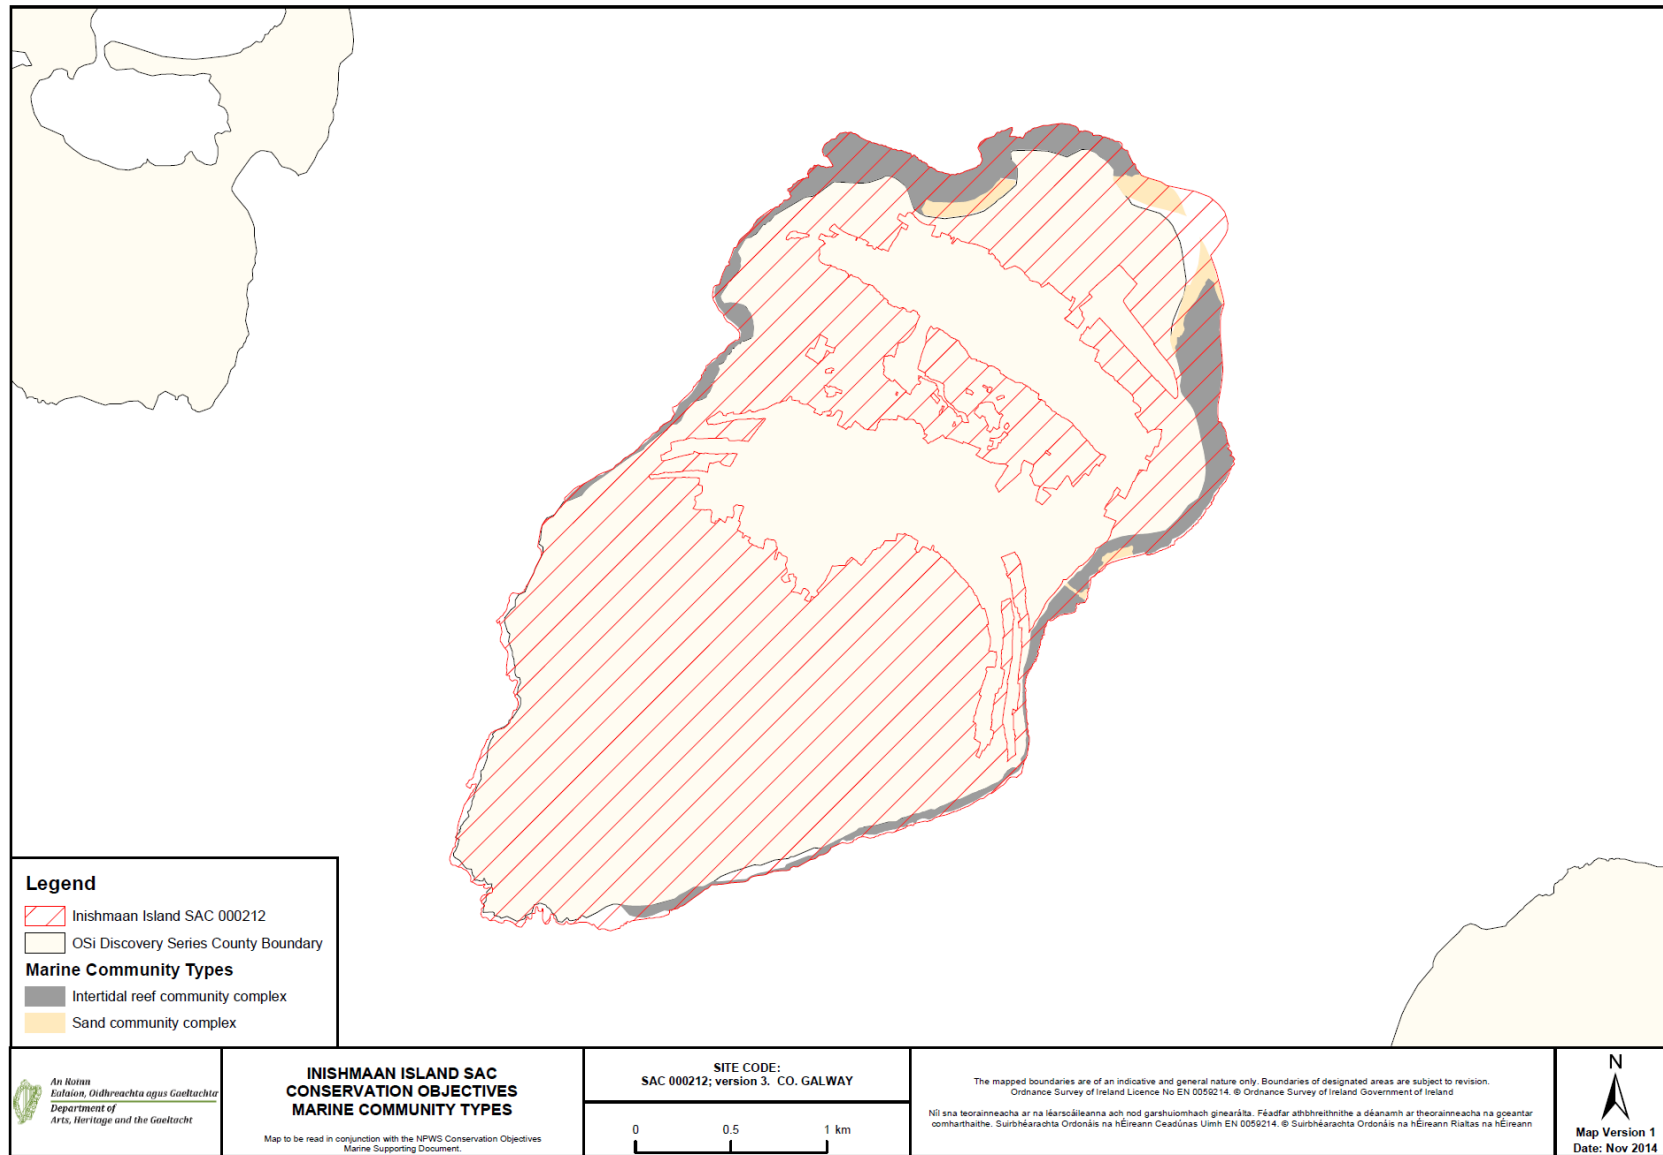 Legend
Inishmaan Island SAC 000212
OSi Discovery Series County Boundary
Marine Community Types
Intertidal reef community complex
Sand community complex
An Roinn
Ealaíon, Oidhreachta agus Gaeltachta
Department of
Arts, Heritage and the Gaeltacht
INISHMAAN ISLAND SAC
CONSERVATION OBJECTIVES
MARINE COMMUNITY TYPES
Map to be read in conjunction with the NPWS Conservation Objectives
Marine Supporting Document.
SITE CODE:
SAC 000212; version 3. CO. GALWAY
0 0.5 1 km
The mapped boundaries are of an indicative and general nature only. Boundaries of designated areas are subject to revision.
Ordnance Survey of Ireland Licence No EN 0059214. © Ordnance Survey of Ireland Government of Ireland
Níl sna teorainneacha ar na léarscáileanna ach nod garshuíomhach ginearálta. Féadfar athbhreithnithe a déanamh ar theorainneacha na gceantar
comharthaithe. Suirbhéarachta Ordonáis na hÉireann Ceadúnas Uimh EN 0059214. © Suirbhéarachta Ordonáis na hÉireann Rialtas na hÉireann
N
Map Version 1
Date: Nov 2014